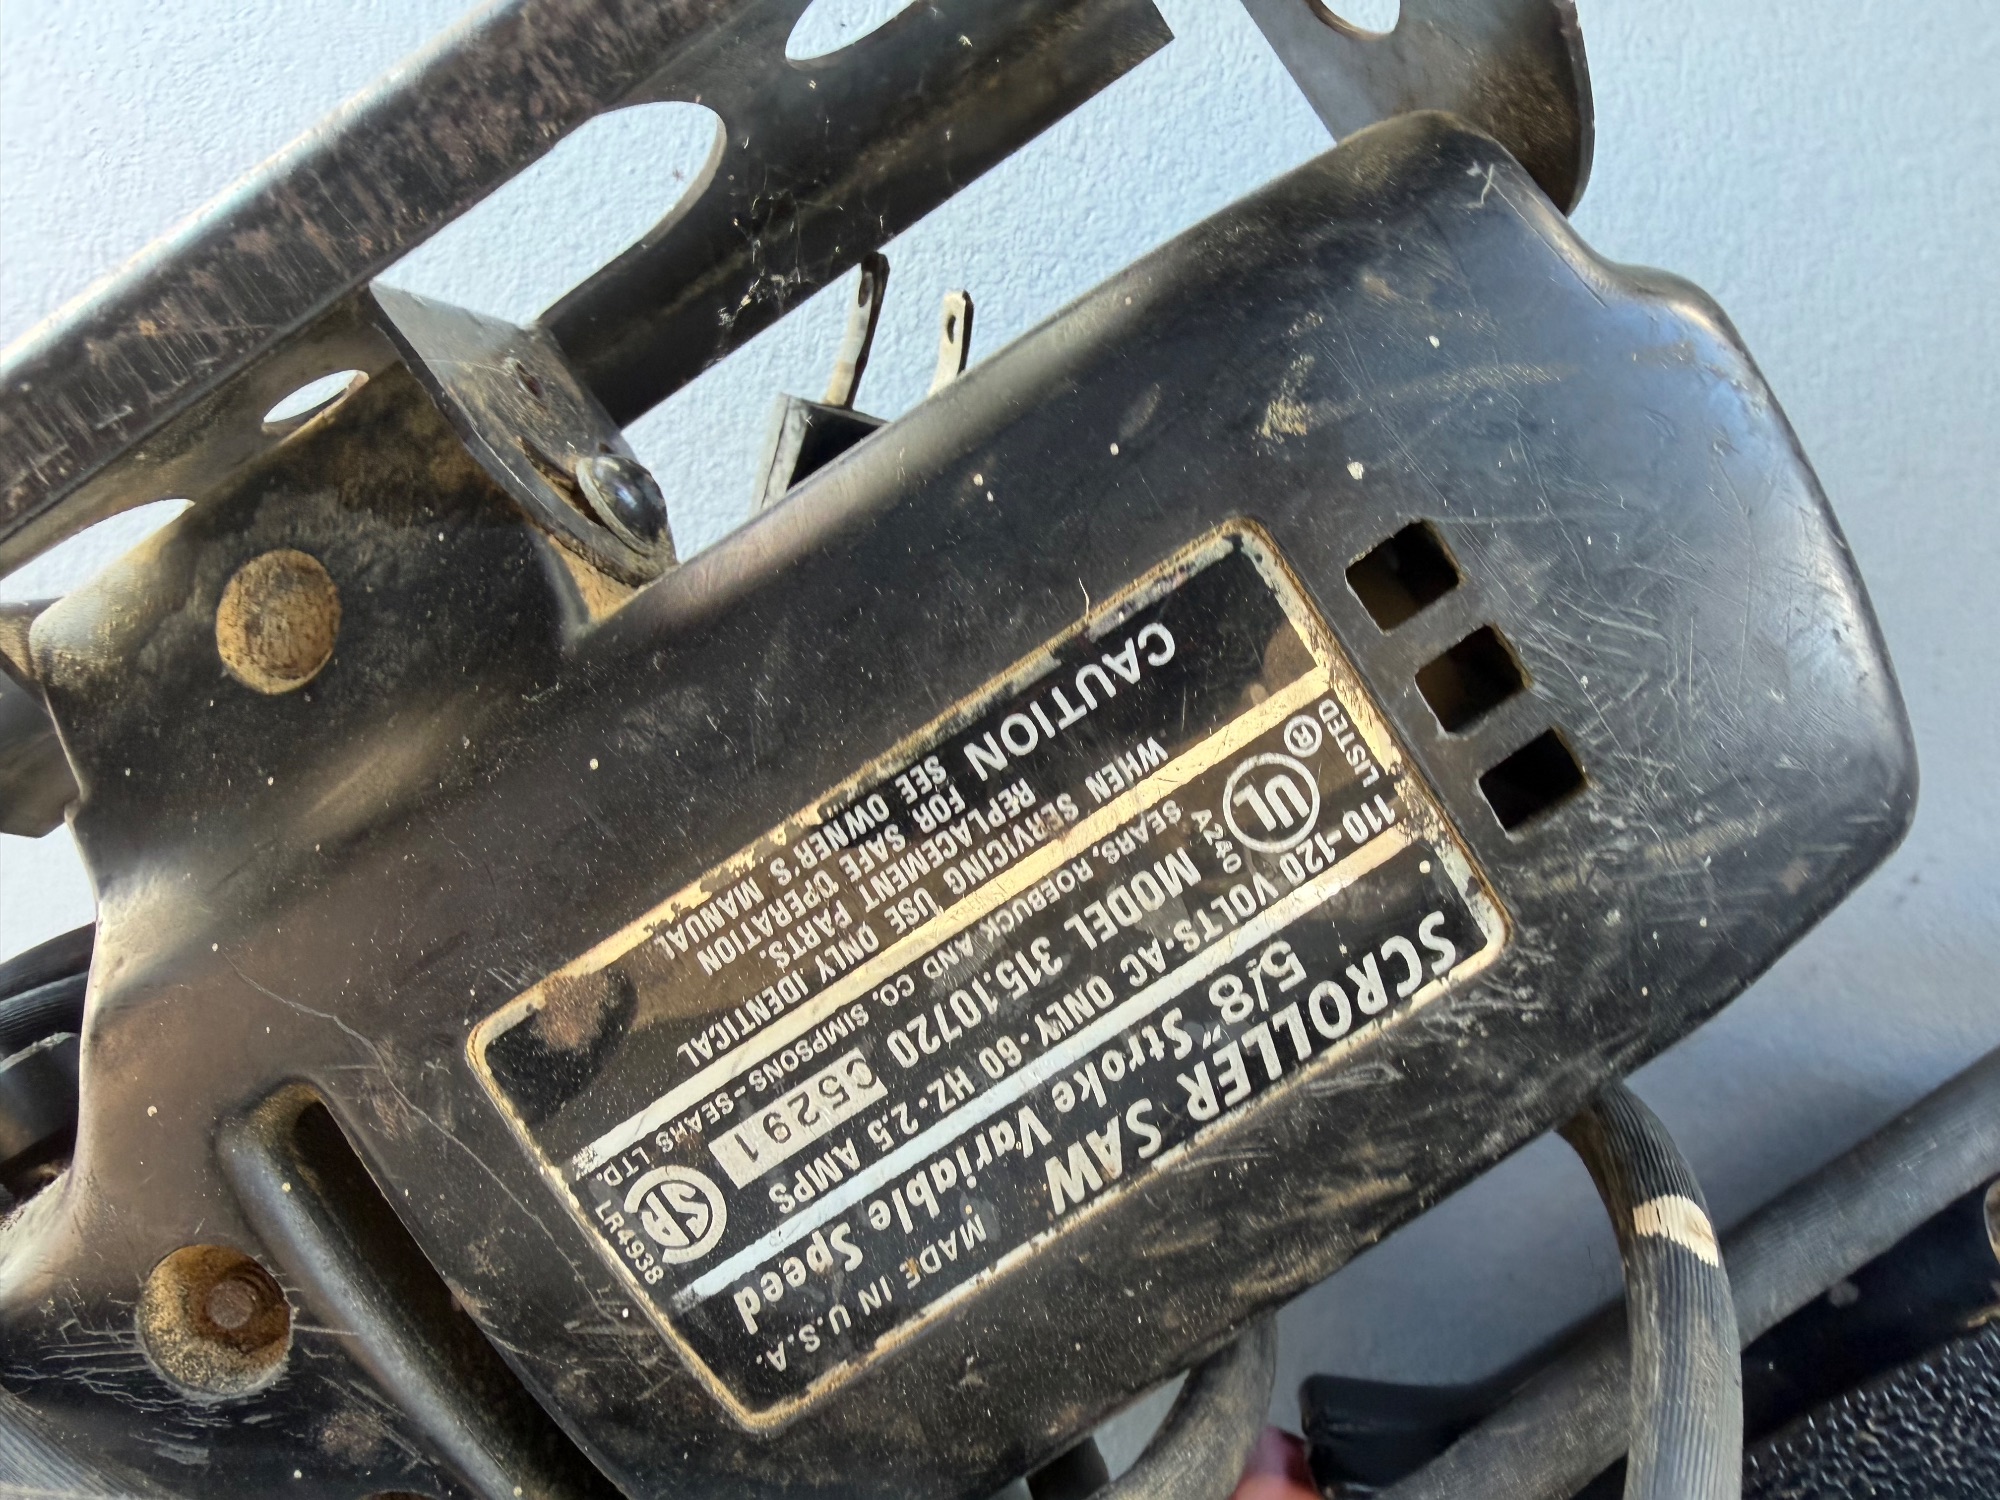 SCROLLER SAW
5/8" Stroke Variable Speed
MADE IN U.S.A.
110-120 VOLTS-AC ONLY-60 HZ-2.5 AMPS
MODEL 315.10720
C5291
SEARS, ROEBUCK AND CO. SIMPSONS-SEARS LTD.
UL
®
LISTED
A240
SA
LR4938
CAUTION
WHEN SERVICING USE ONLY IDENTICAL
REPLACEMENT PARTS.
FOR SAFE OPERATION
SEE OWNER'S MANUAL